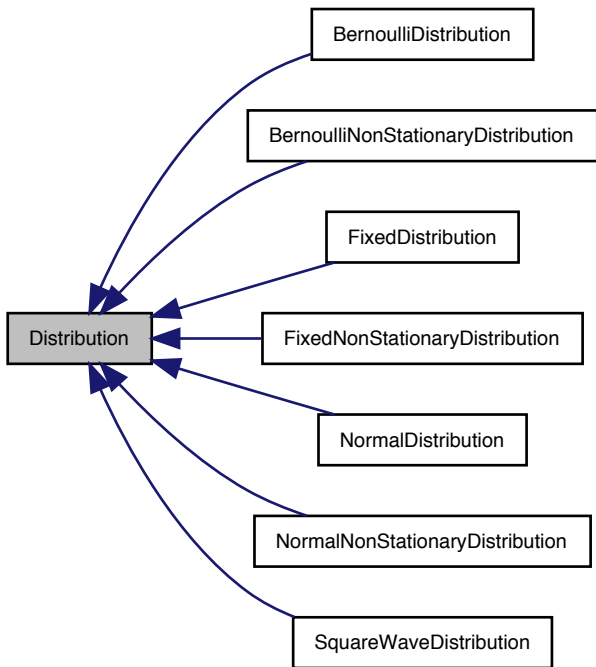 BernoulliDistribution
BernoulliNonStationaryDistribution
FixedDistribution
Distribution
FixedNonStationaryDistribution
NormalDistribution
NormalNonStationaryDistribution
SquareWaveDistribution